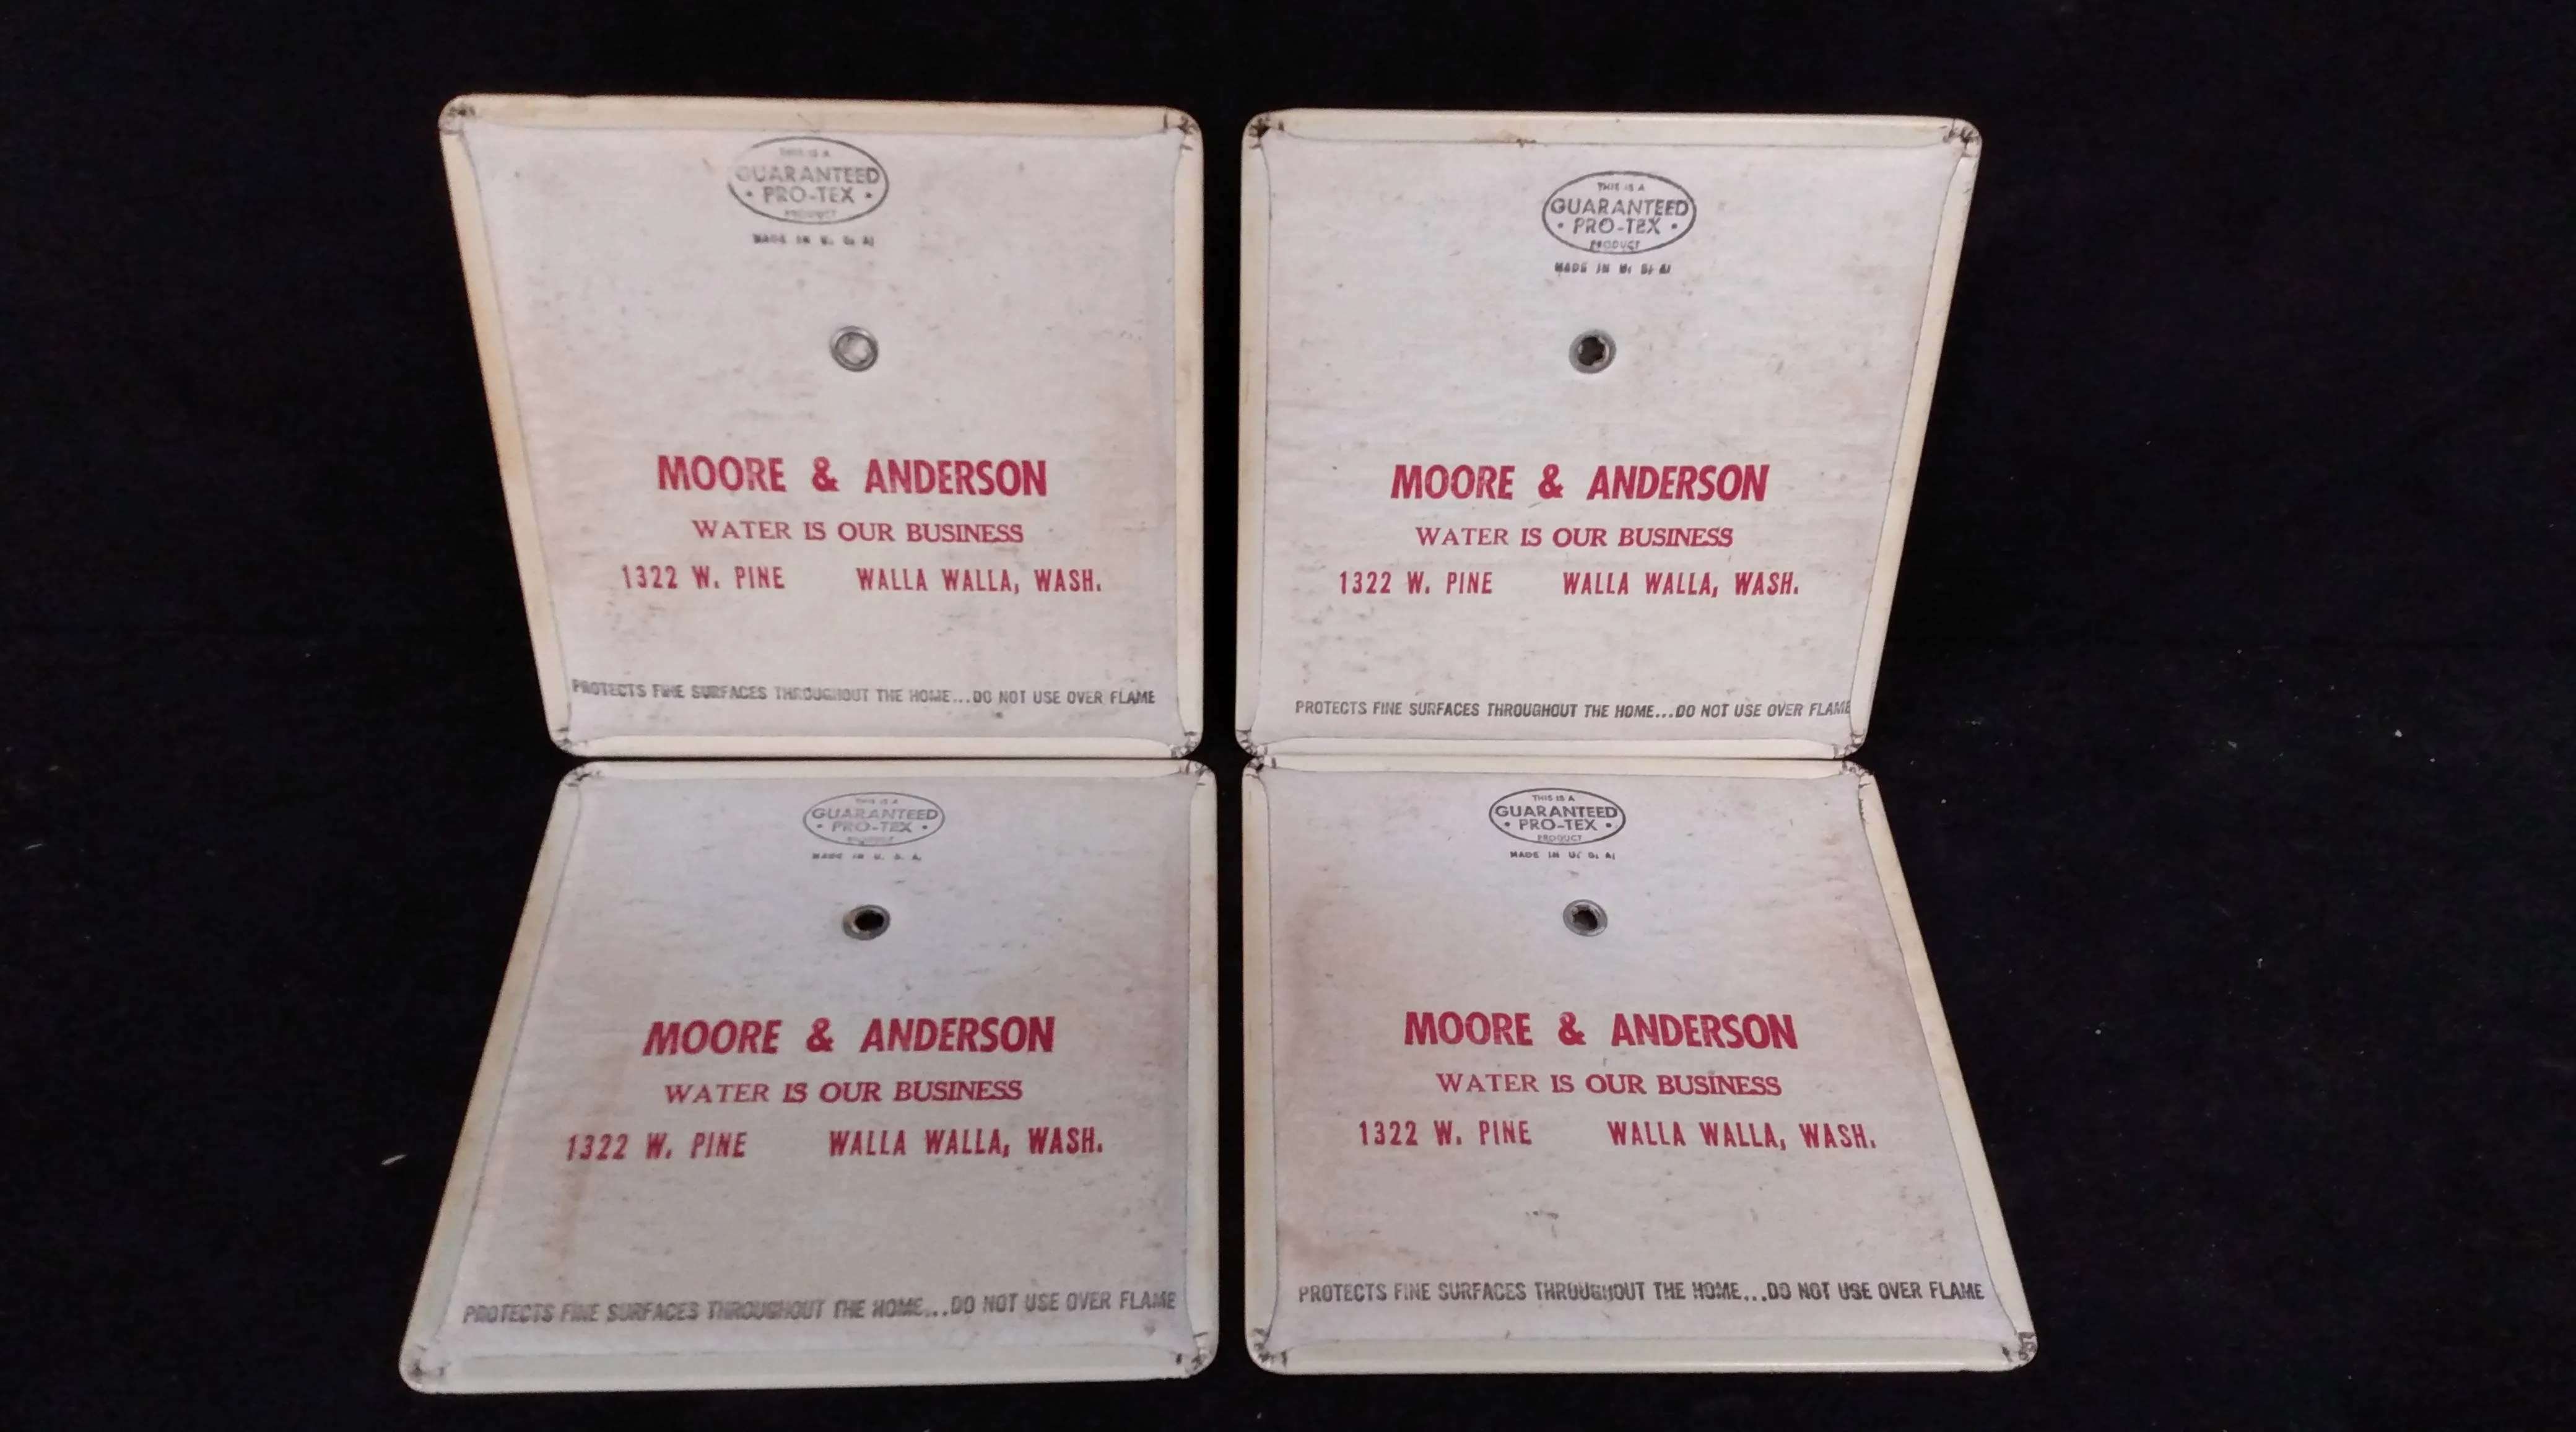 THIS IS A
GUARANTEED
• PRO-TEX •
PRODUCT
MADE IN U. S. A.
MOORE & ANDERSON
WATER IS OUR BUSINESS
1322 W. PINE WALLA WALLA, WASH.
PROTECTS FINE SURFACES THROUGHOUT THE HOME...DO NOT USE OVER FLAME
THIS IS A
GUARANTEED
• PRO-TEX •
PRODUCT
MADE IN U. S. A.
MOORE & ANDERSON
WATER IS OUR BUSINESS
1322 W. PINE WALLA WALLA, WASH.
PROTECTS FINE SURFACES THROUGHOUT THE HOME...DO NOT USE OVER FLAME
THIS IS A
GUARANTEED
• PRO-TEX •
PRODUCT
MADE IN U. S. A.
MOORE & ANDERSON
WATER IS OUR BUSINESS
1322 W. PINE WALLA WALLA, WASH.
PROTECTS FINE SURFACES THROUGHOUT THE HOME...DO NOT USE OVER FLAME
THIS IS A
GUARANTEED
• PRO-TEX •
PRODUCT
MADE IN U. S. A.
MOORE & ANDERSON
WATER IS OUR BUSINESS
1322 W. PINE WALLA WALLA, WASH.
PROTECTS FINE SURFACES THROUGHOUT THE HOME...DO NOT USE OVER FLAME